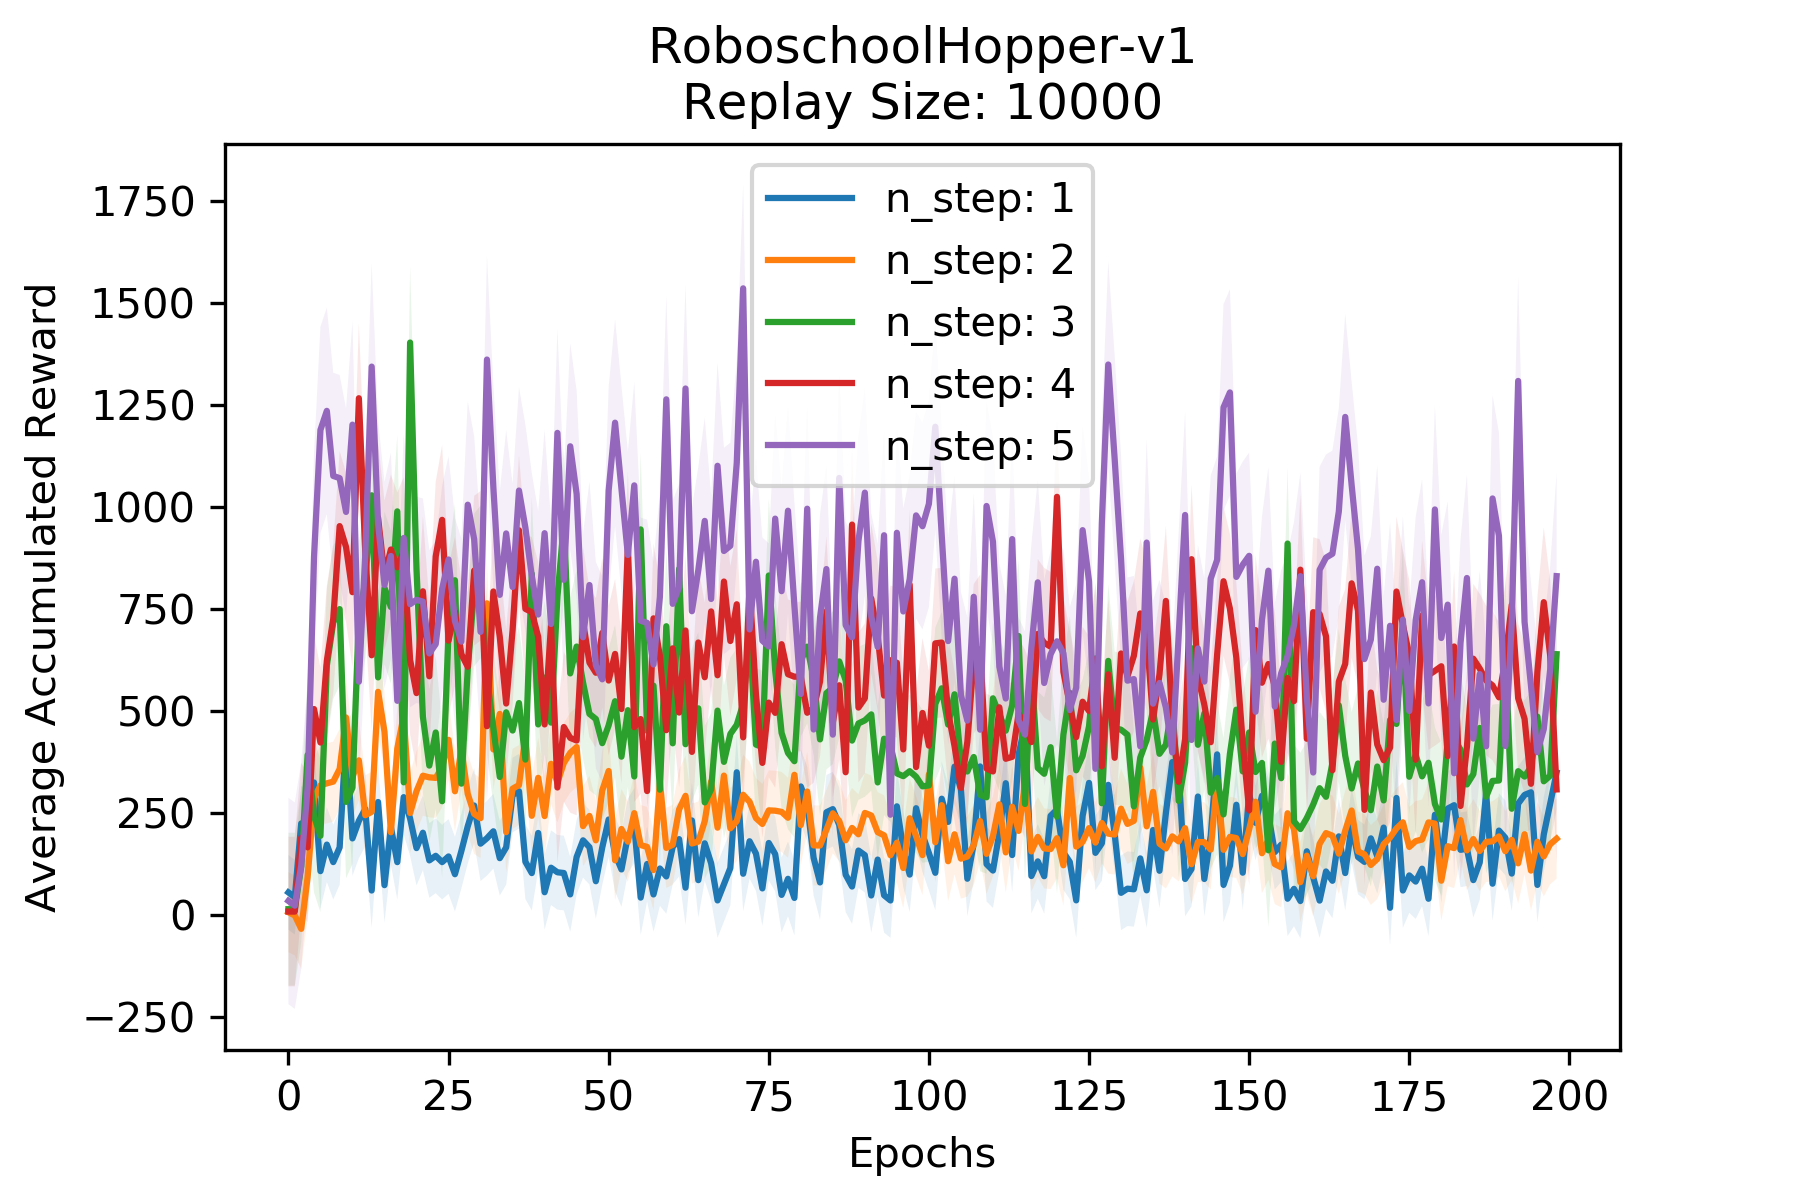 RoboschoolHopper-v1
Replay Size: 10000
Average Accumulated Reward
1750
1500
1250
1000
750
500
250
0
−250
n_step: 1
n_step: 2
n_step: 3
n_step: 4
n_step: 5
0 25 50 75 100 125 150 175 200
Epochs